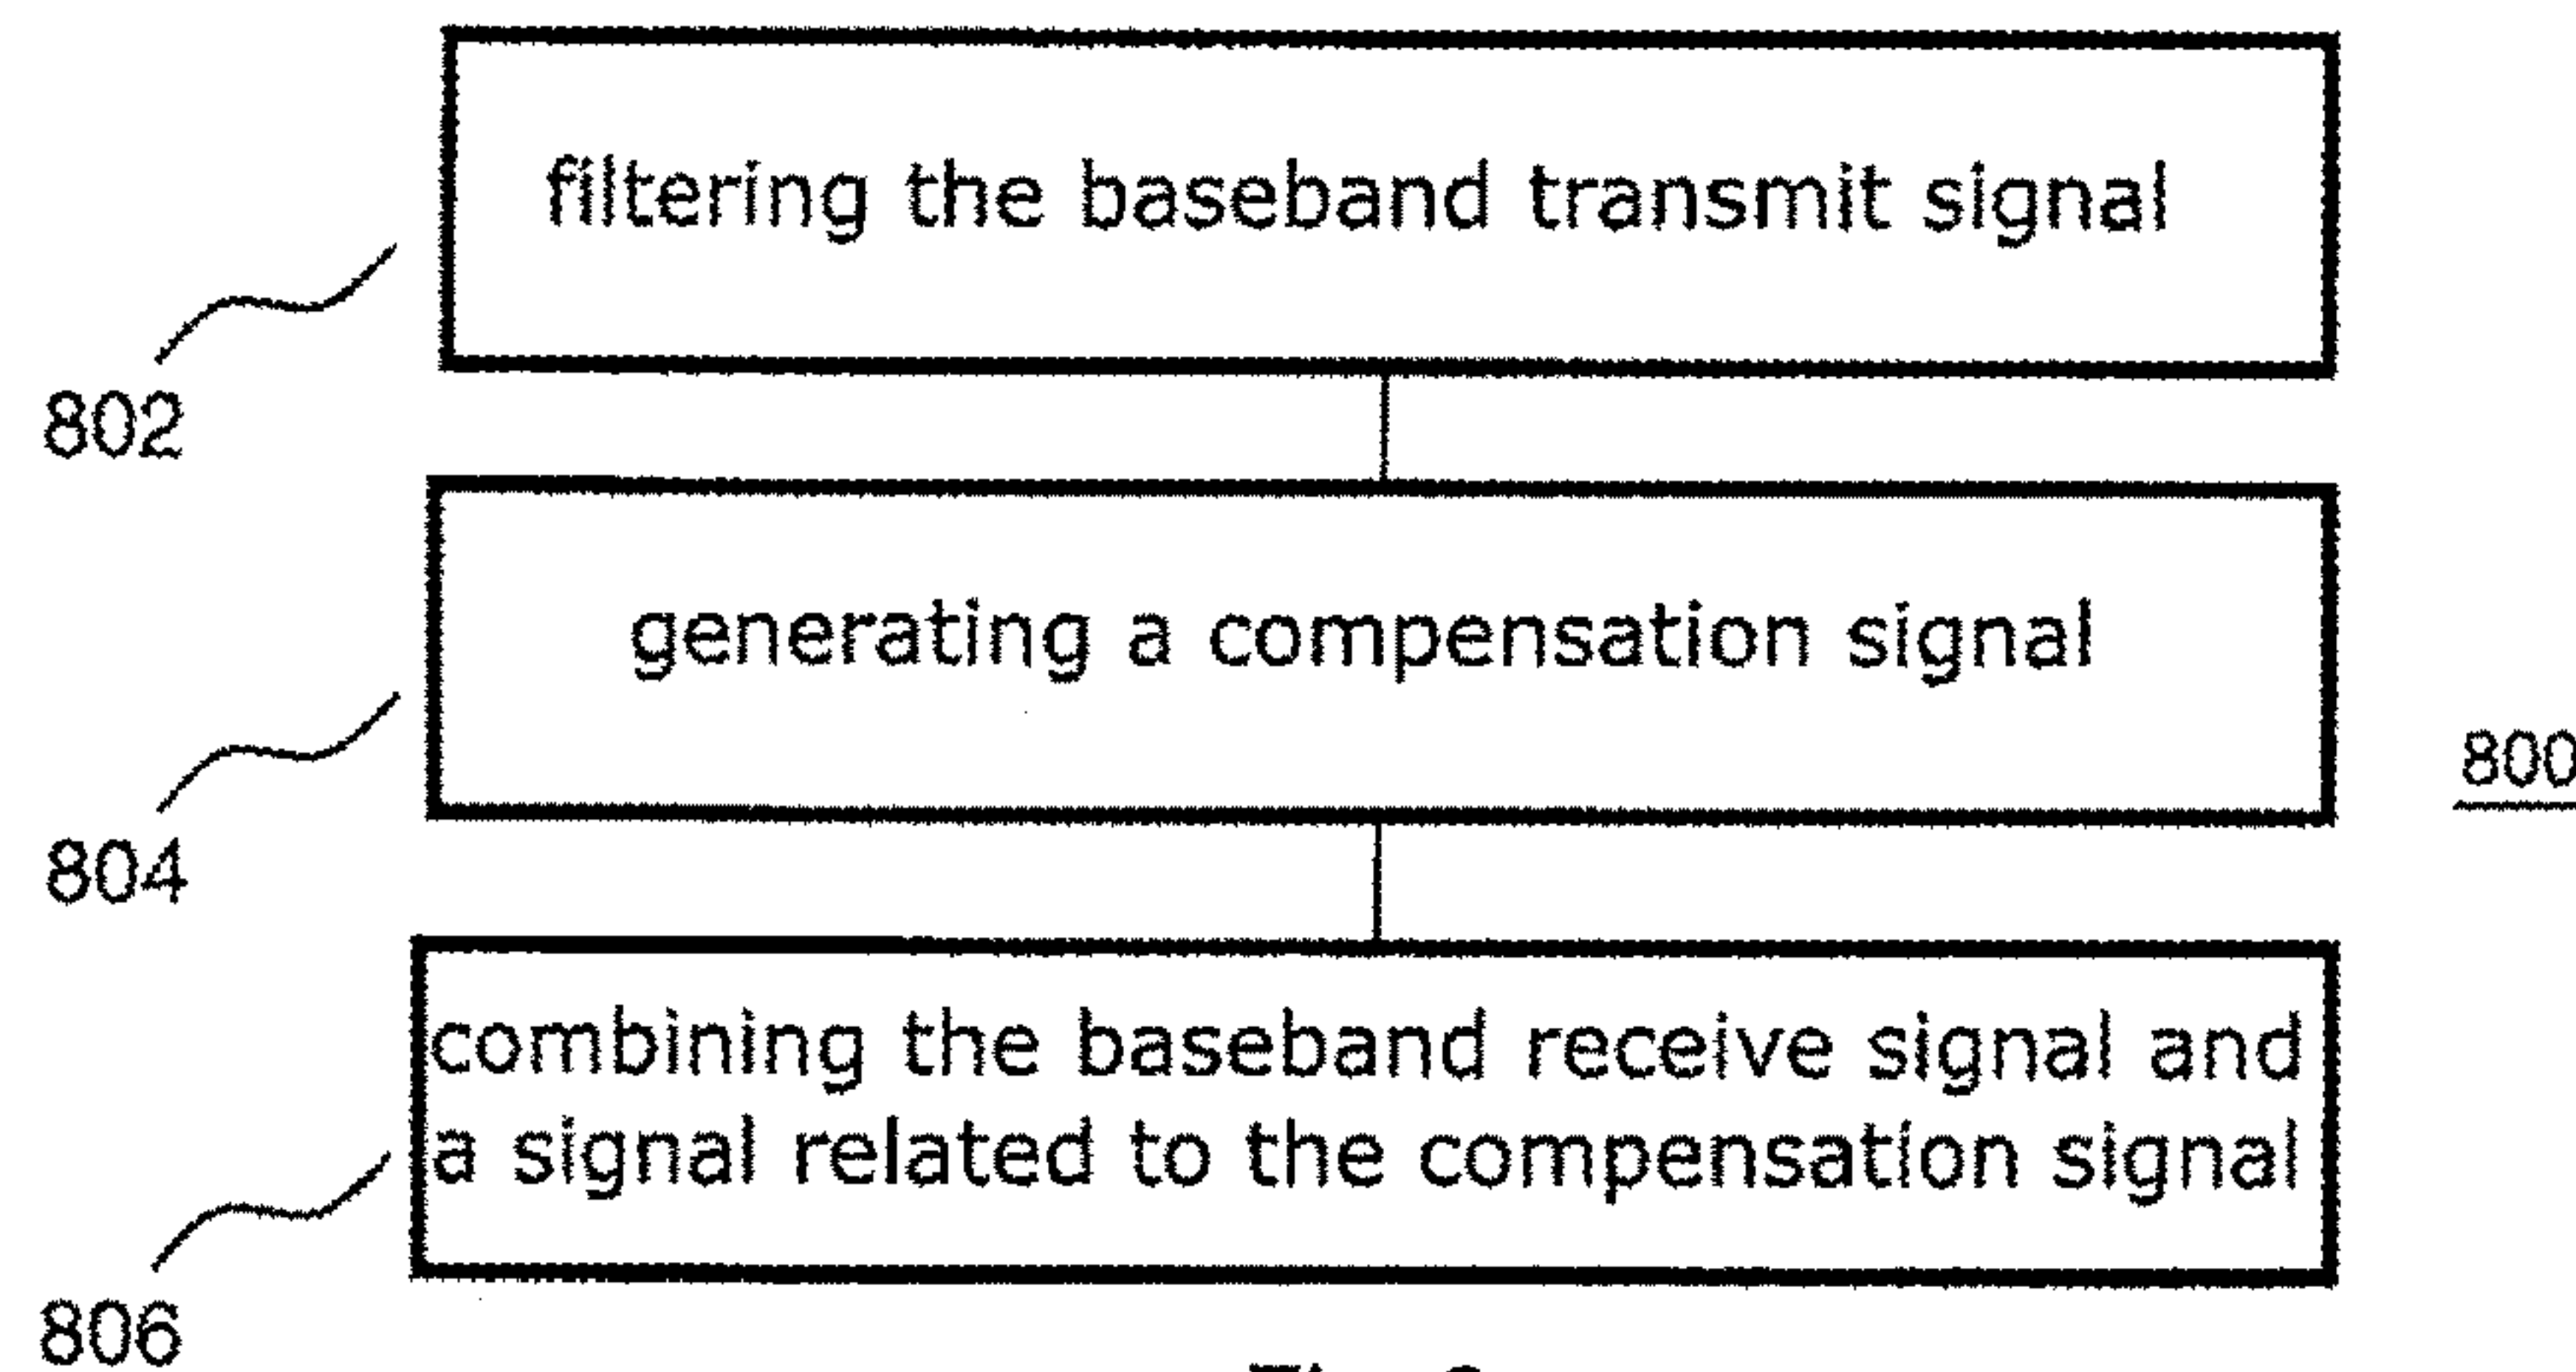 filtering the baseband transmit signal
802
generating a compensation signal
800
804
combining the baseband receive signal and
a signal related to the compensation signal
806